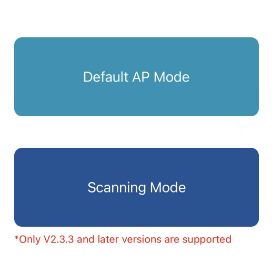 Default AP Mode
Scanning Mode
*Only V2.3.3 and later versions are supported